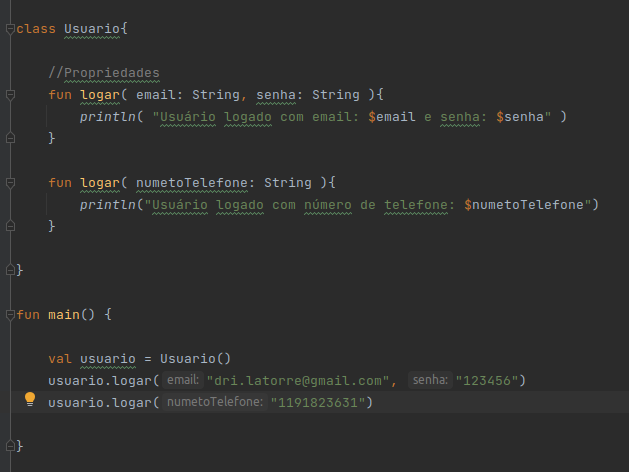 class Usuario{
//Propriedades
fun logar( email: String, senha: String ){
println( "Usuário logado com email: $email e senha: $senha" )
}
fun logar( numetoTelefone: String ){
println("Usuário logado com número de telefone: $numetoTelefone")
}
}
fun main() {
val usuario = Usuario()
usuario.logar( email: "dri.latorre@gmail.com", senha: "123456")
usuario.logar( numetoTelefone: "1191823631")
}